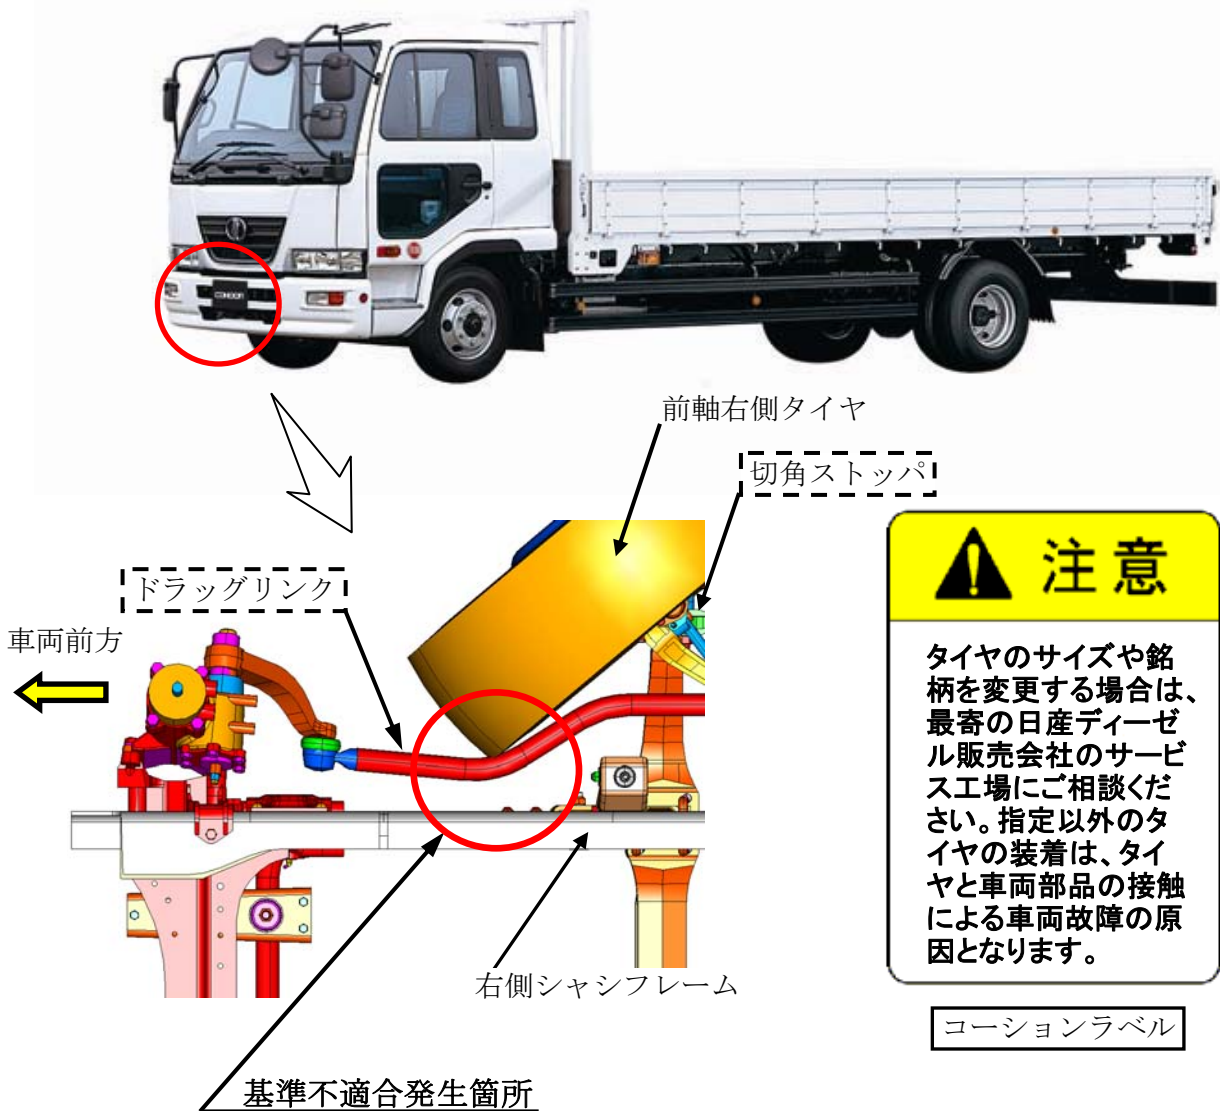 CONDOR
前軸右側タイヤ
切角ストッパ
ドラッグリンク
車両前方
注意
タイヤのサイズや銘
柄を変更する場合は、
最寄の日産ディーゼ
ル販売会社のサービ
ス工場にご相談くだ
さい。指定以外のタ
イヤの装着は、タイ
ヤと車両部品の接触
による車両故障の原
因となります。
右側シャシフレーム
コーションラベル
基準不適合発生箇所